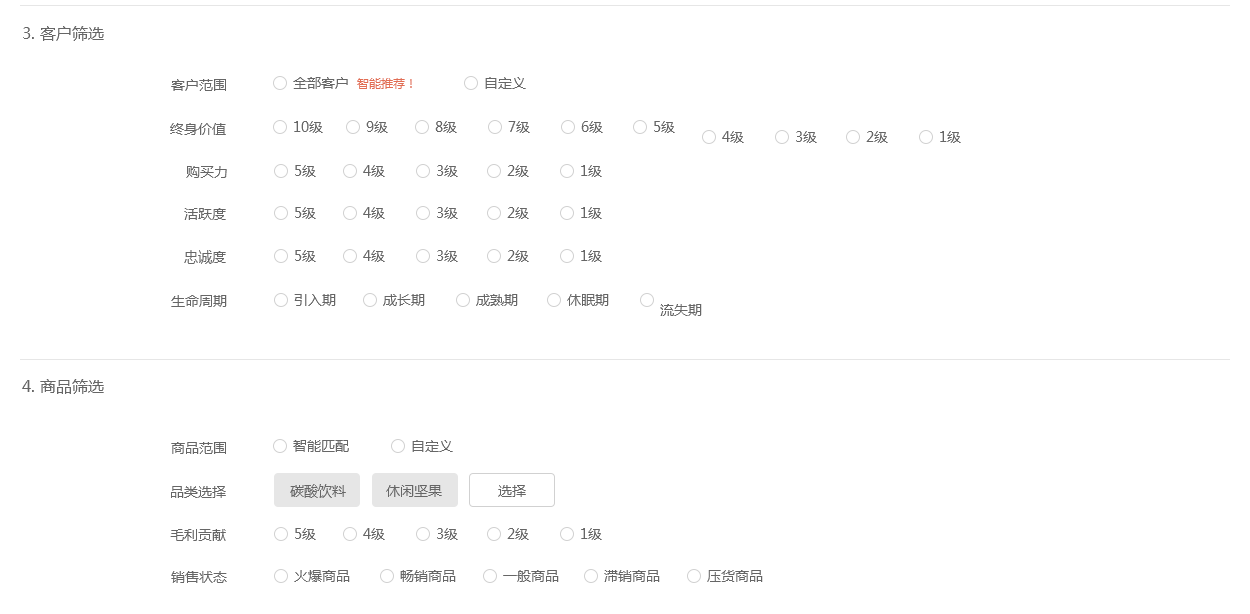 3. 客户筛选
客户范围 全部客户 智能推荐！ 自定义
终身价值 10级 9级 8级 7级 6级 5级 4级 3级 2级 1级
购买力 5级 4级 3级 2级 1级
活跃度 5级 4级 3级 2级 1级
忠诚度 5级 4级 3级 2级 1级
生命周期 引入期 成长期 成熟期 休眠期 流失期
4. 商品筛选
商品范围 智能匹配 自定义
品类选择 碳酸饮料 休闲坚果 选择
毛利贡献 5级 4级 3级 2级 1级
销售状态 火爆商品 畅销商品 一般商品 滞销商品 压货商品